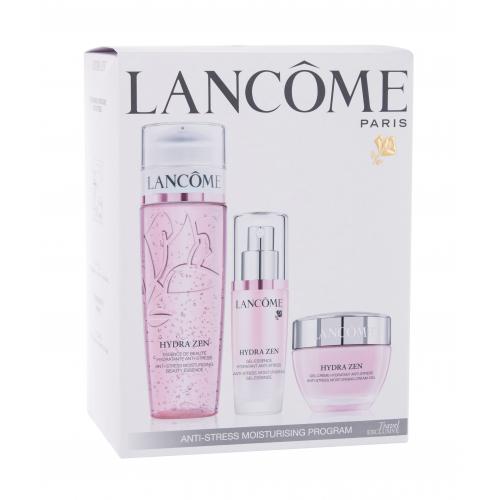 LANCÔME
PARIS
LANCÔME
HYDRA ZEN
ESSENCE DE BEAUTÉ
HYDRATANTE ANTI-STRESS
ANTI-STRESS MOISTURISING
BEAUTY ESSENCE
LANCÔME
HYDRA ZEN
GEL ESSENCE
HYDRATANT ANTI-STRESS
ANTI-STRESS MOISTURISING
GEL ESSENCE
LANCÔME
HYDRA ZEN
GEL-CRÈME HYDRATANT ANTI-STRESS
ANTI-STRESS MOISTURISING CREAM-GEL
ANTI-STRESS MOISTURISING PROGRAM
Travel
EXCLUSIVE